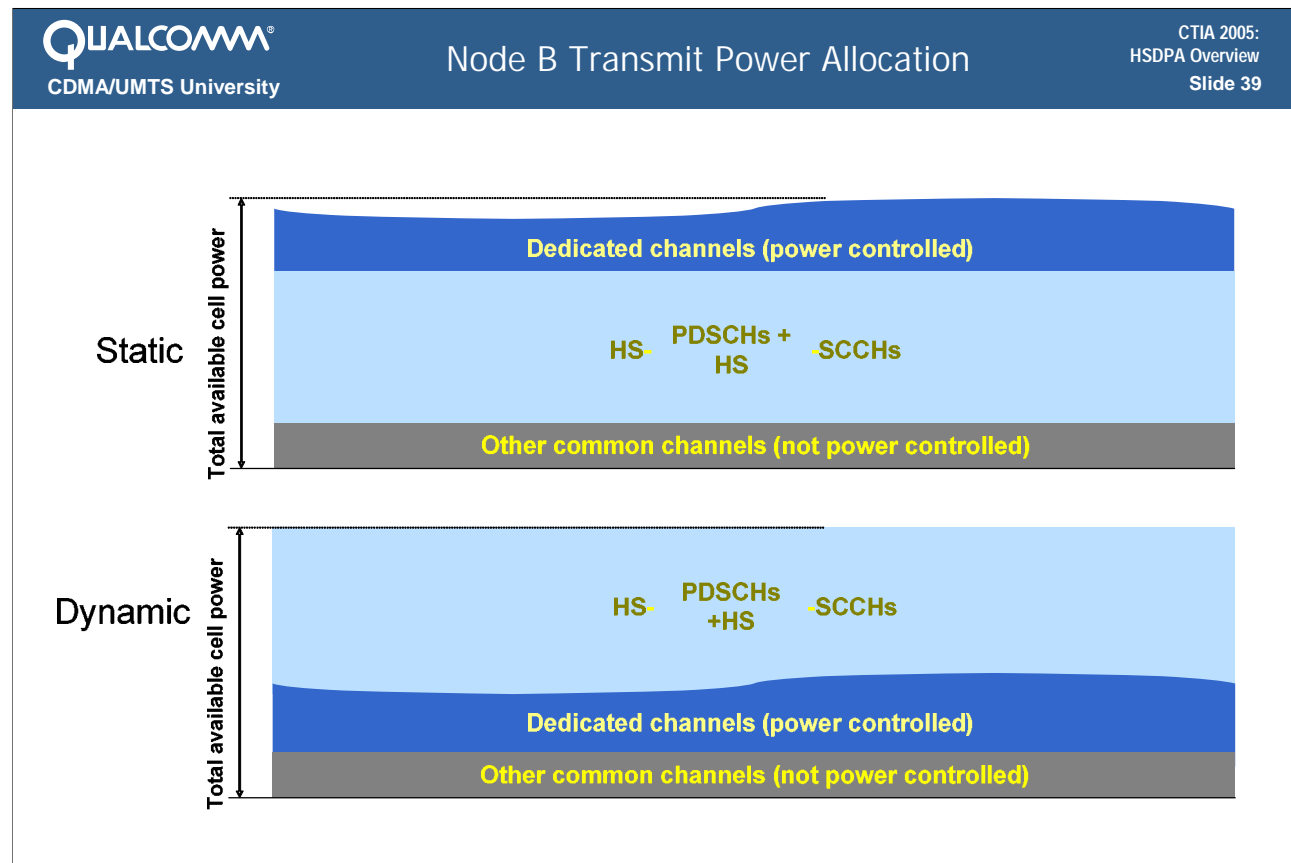 QUALCOMM®
CDMA/UMTS University
Node B Transmit Power Allocation
CTIA 2005:
HSDPA Overview
Slide 39
Static
Total available cell power
Dedicated channels (power controlled)
HS- PDSCHs + HS -SCCHs
Other common channels (not power controlled)
Dynamic
Total available cell power
HS- PDSCHs +HS -SCCHs
Dedicated channels (power controlled)
Other common channels (not power controlled)